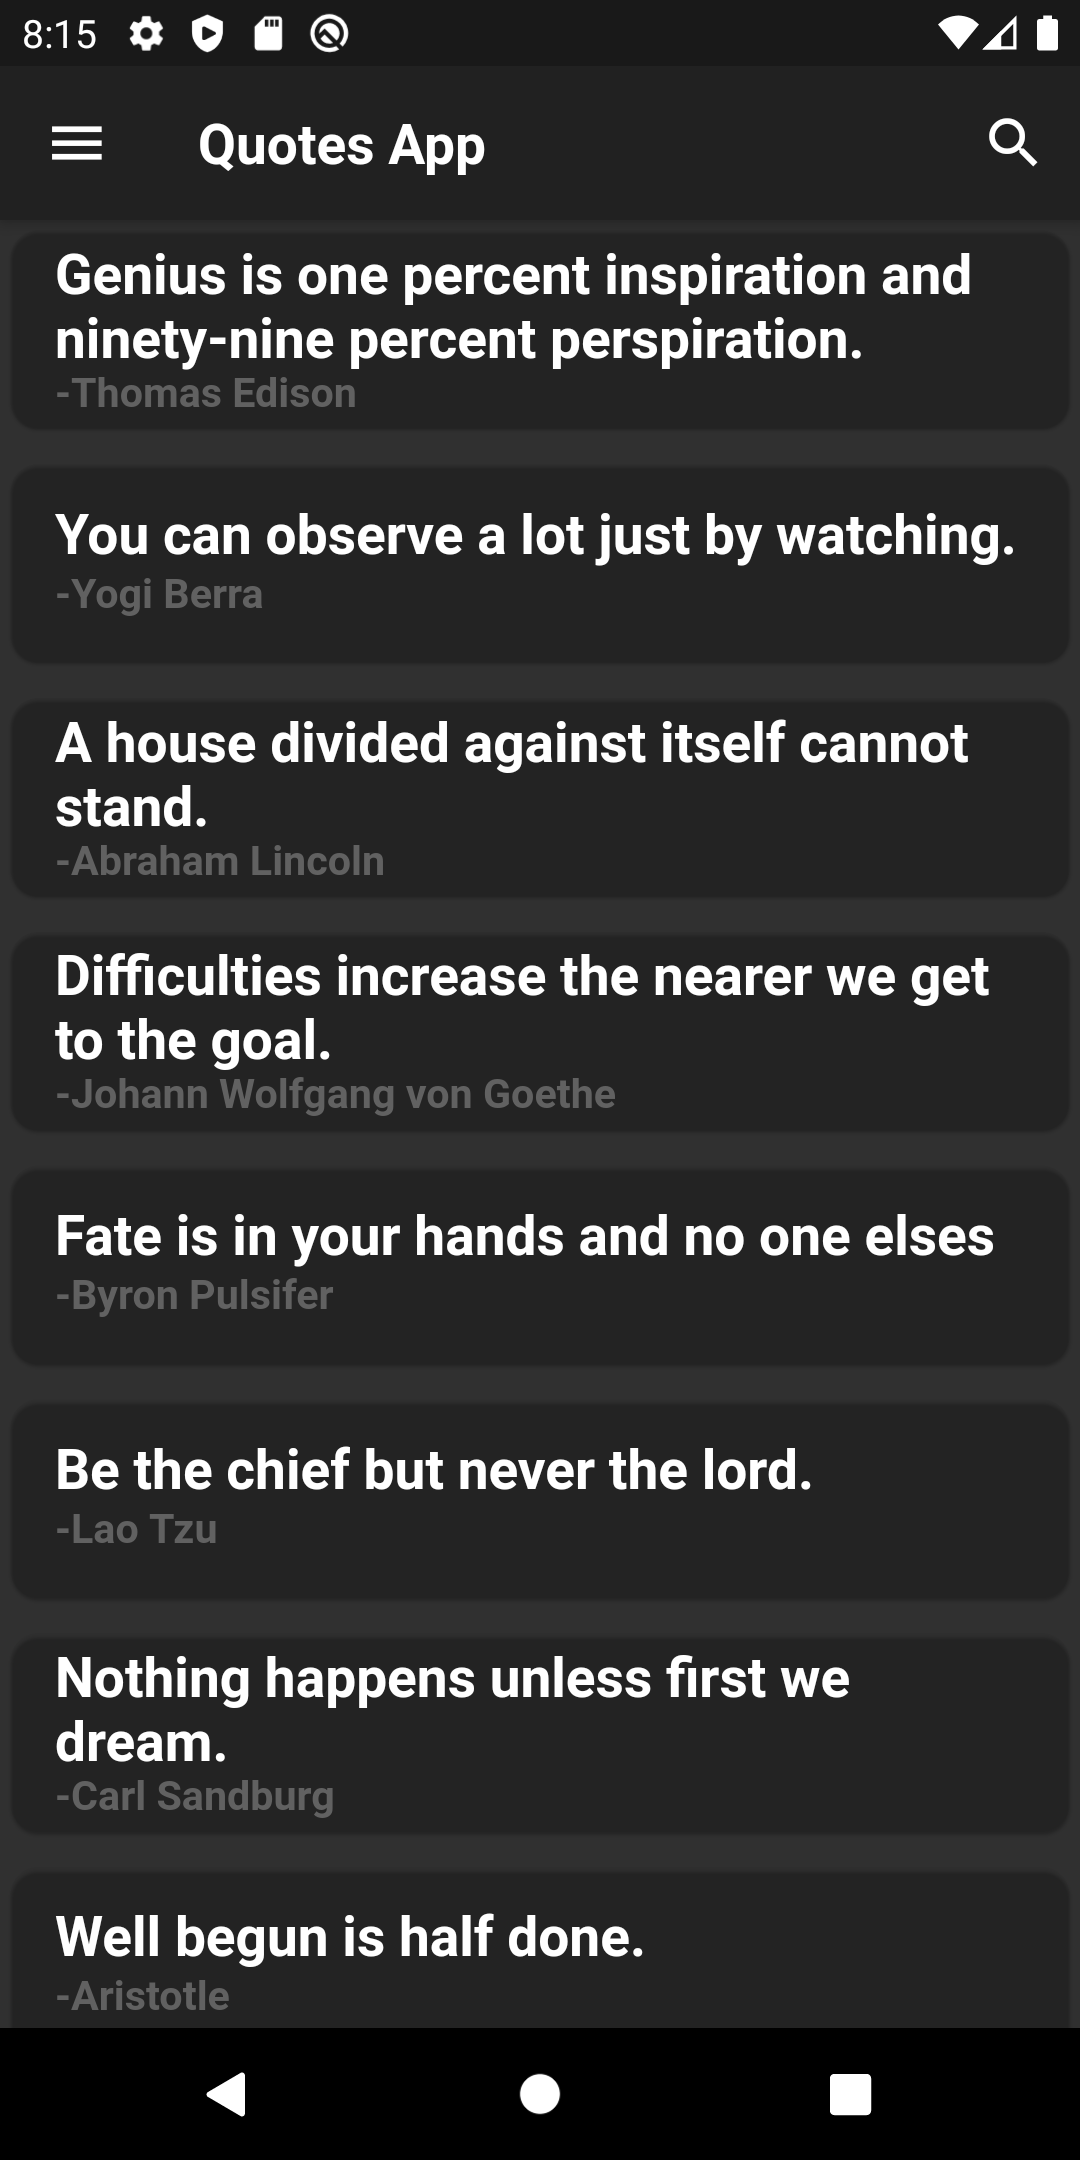 8:15
Quotes App
Genius is one percent inspiration and
ninety-nine percent perspiration.
-Thomas Edison
You can observe a lot just by watching.
-Yogi Berra
A house divided against itself cannot
stand.
-Abraham Lincoln
Difficulties increase the nearer we get
to the goal.
-Johann Wolfgang von Goethe
Fate is in your hands and no one elses
-Byron Pulsifer
Be the chief but never the lord.
-Lao Tzu
Nothing happens unless first we
dream.
-Carl Sandburg
Well begun is half done.
-Aristotle